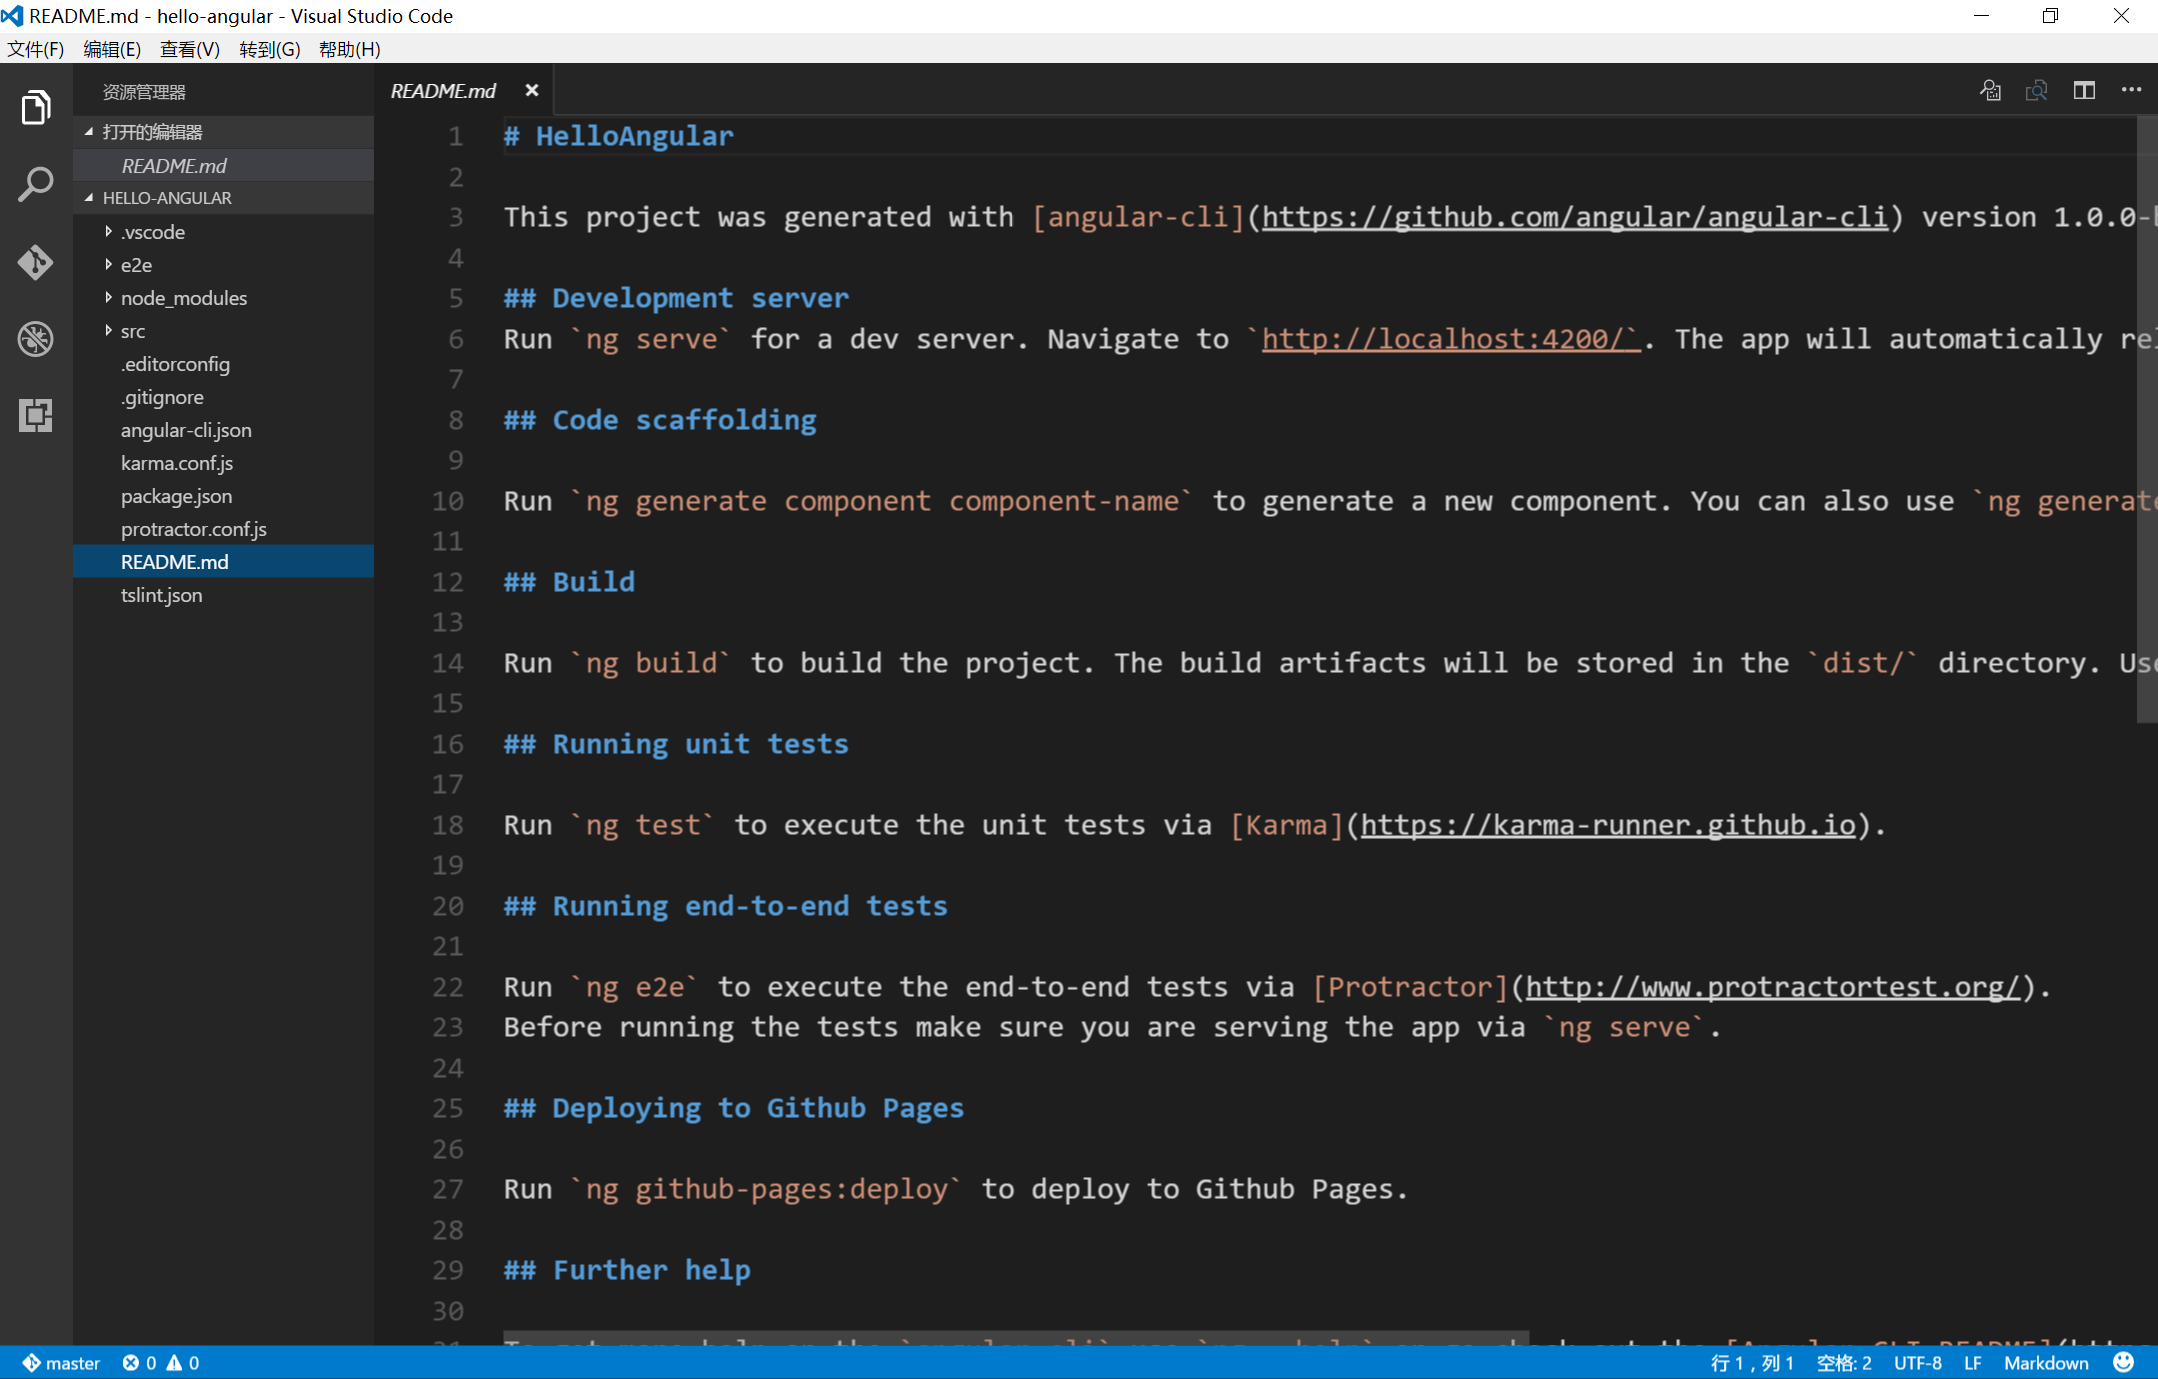 README.md - hello-angular - Visual Studio Code
文件(F) 编辑(E) 查看(V) 转到(G) 帮助(H)
资源管理器
打开的编辑器
README.md
HELLO-ANGULAR
.vscode
e2e
node_modules
src
.editorconfig
.gitignore
angular-cli.json
karma.conf.js
package.json
protractor.conf.js
README.md
tslint.json
README.md
1 # HelloAngular
2
3 This project was generated with [angular-cli](https://github.com/angular/angular-cli) version 1.0.0-
4
5 ## Development server
6 Run `ng serve` for a dev server. Navigate to `http://localhost:4200/`. The app will automatically rel
7
8 ## Code scaffolding
9
10 Run `ng generate component component-name` to generate a new component. You can also use `ng generate
11
12 ## Build
13
14 Run `ng build` to build the project. The build artifacts will be stored in the `dist/` directory. Use
15
16 ## Running unit tests
17
18 Run `ng test` to execute the unit tests via [Karma](https://karma-runner.github.io).
19
20 ## Running end-to-end tests
21
22 Run `ng e2e` to execute the end-to-end tests via [Protractor](http://www.protractortest.org/).
23 Before running the tests make sure you are serving the app via `ng serve`.
24
25 ## Deploying to Github Pages
26
27 Run `ng github-pages:deploy` to deploy to Github Pages.
28
29 ## Further help
30
master 0 0
行 1，列 1 空格: 2 UTF-8 LF Markdown